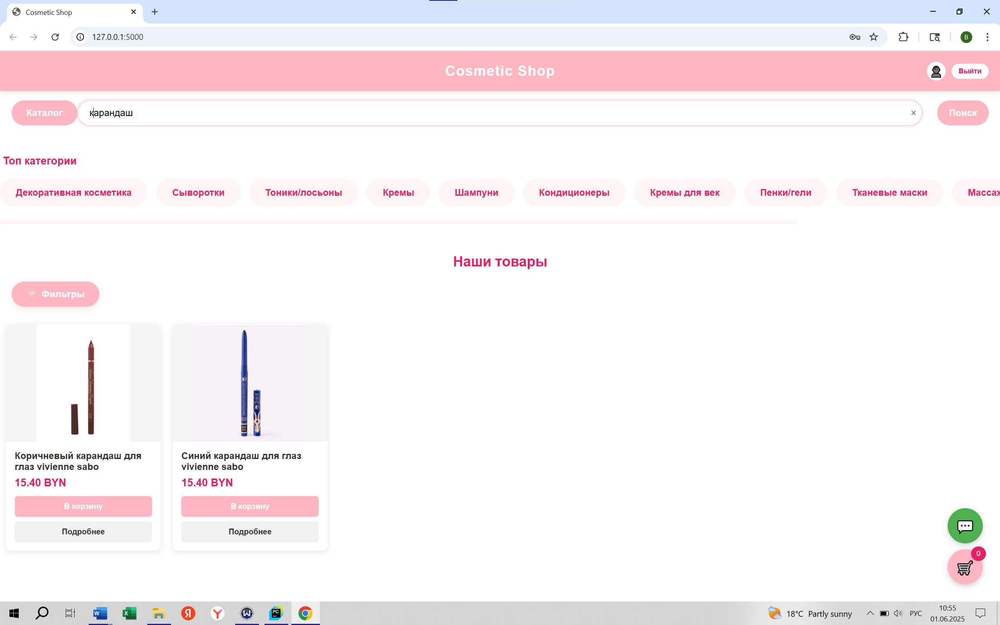 Cosmetic Shop
127.0.0.1:5000
B
Cosmetic Shop
Выйти
Каталог
карандаш
Поиск
Топ категории
Декоративная косметика
Сыворотки
Тоники/лосьоны
Кремы
Шампуни
Кондиционеры
Кремы для век
Пенки/гели
Тканевые маски
Массаж
Наши товары
Фильтры
Коричневый карандаш для
глаз vivienne sabo
15.40 BYN
В корзину
Подробнее
Синий карандаш для глаз
vivienne sabo
15.40 BYN
В корзину
Подробнее
0
W
X
Я
Y
W
PC
18°C Partly sunny
РУС
10:55
01.06.2025